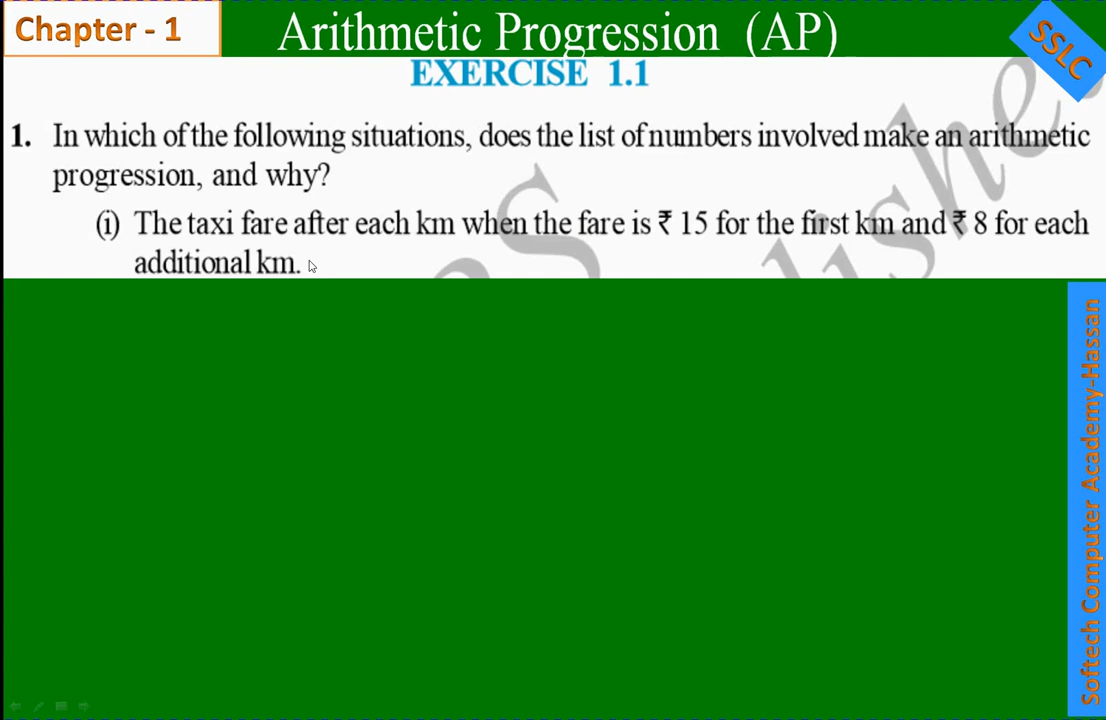 Chapter - 1
Arithmetic Progression (AP)
SSLC
EXERCISE 1.1
1. In which of the following situations, does the list of numbers involved make an arithmetic
progression, and why?
(i) The taxi fare after each km when the fare is ₹ 15 for the first km and ₹ 8 for each
additional km.
Softech Computer Academy-Hassan